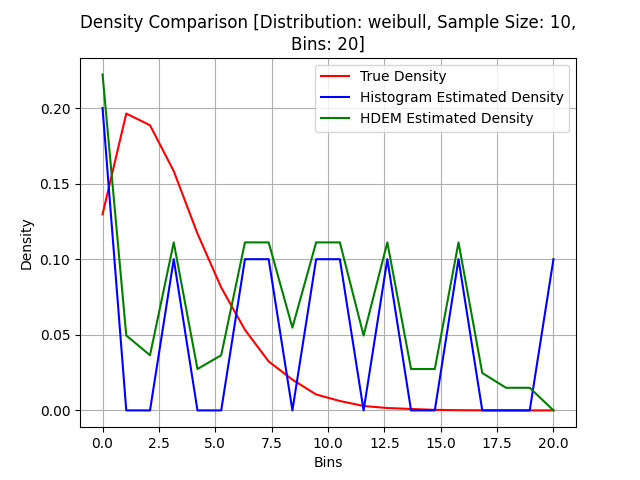 Density Comparison [Distribution: weibull, Sample Size: 10,
Bins: 20]
True Density
Histogram Estimated Density
HDEM Estimated Density
Density
0.20
0.15
0.10
0.05
0.00
0.0 2.5 5.0 7.5 10.0 12.5 15.0 17.5 20.0
Bins